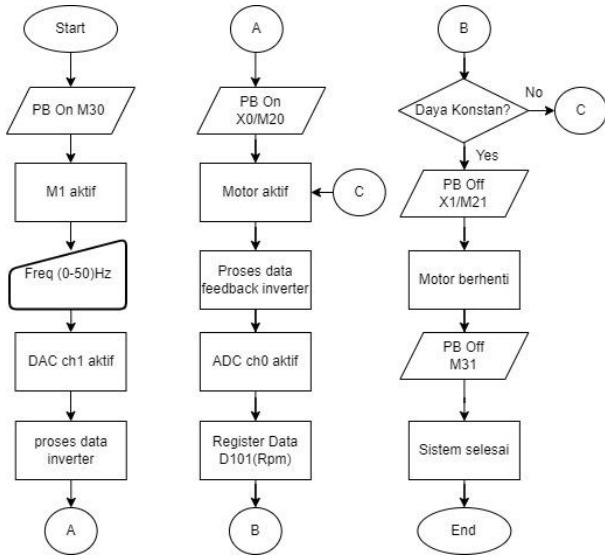 Start
PB On M30
M1 aktif
Freq (0-50)Hz
DAC ch1 aktif
proses data
inverter
A
A
PB On
X0/M20
Motor aktif
C
Proses data
feedback inverter
ADC ch0 aktif
Register Data
D101(Rpm)
B
B
Daya Konstan?
No
C
Yes
PB Off
X1/M21
Motor berhenti
PB Off
M31
Sistem selesai
End